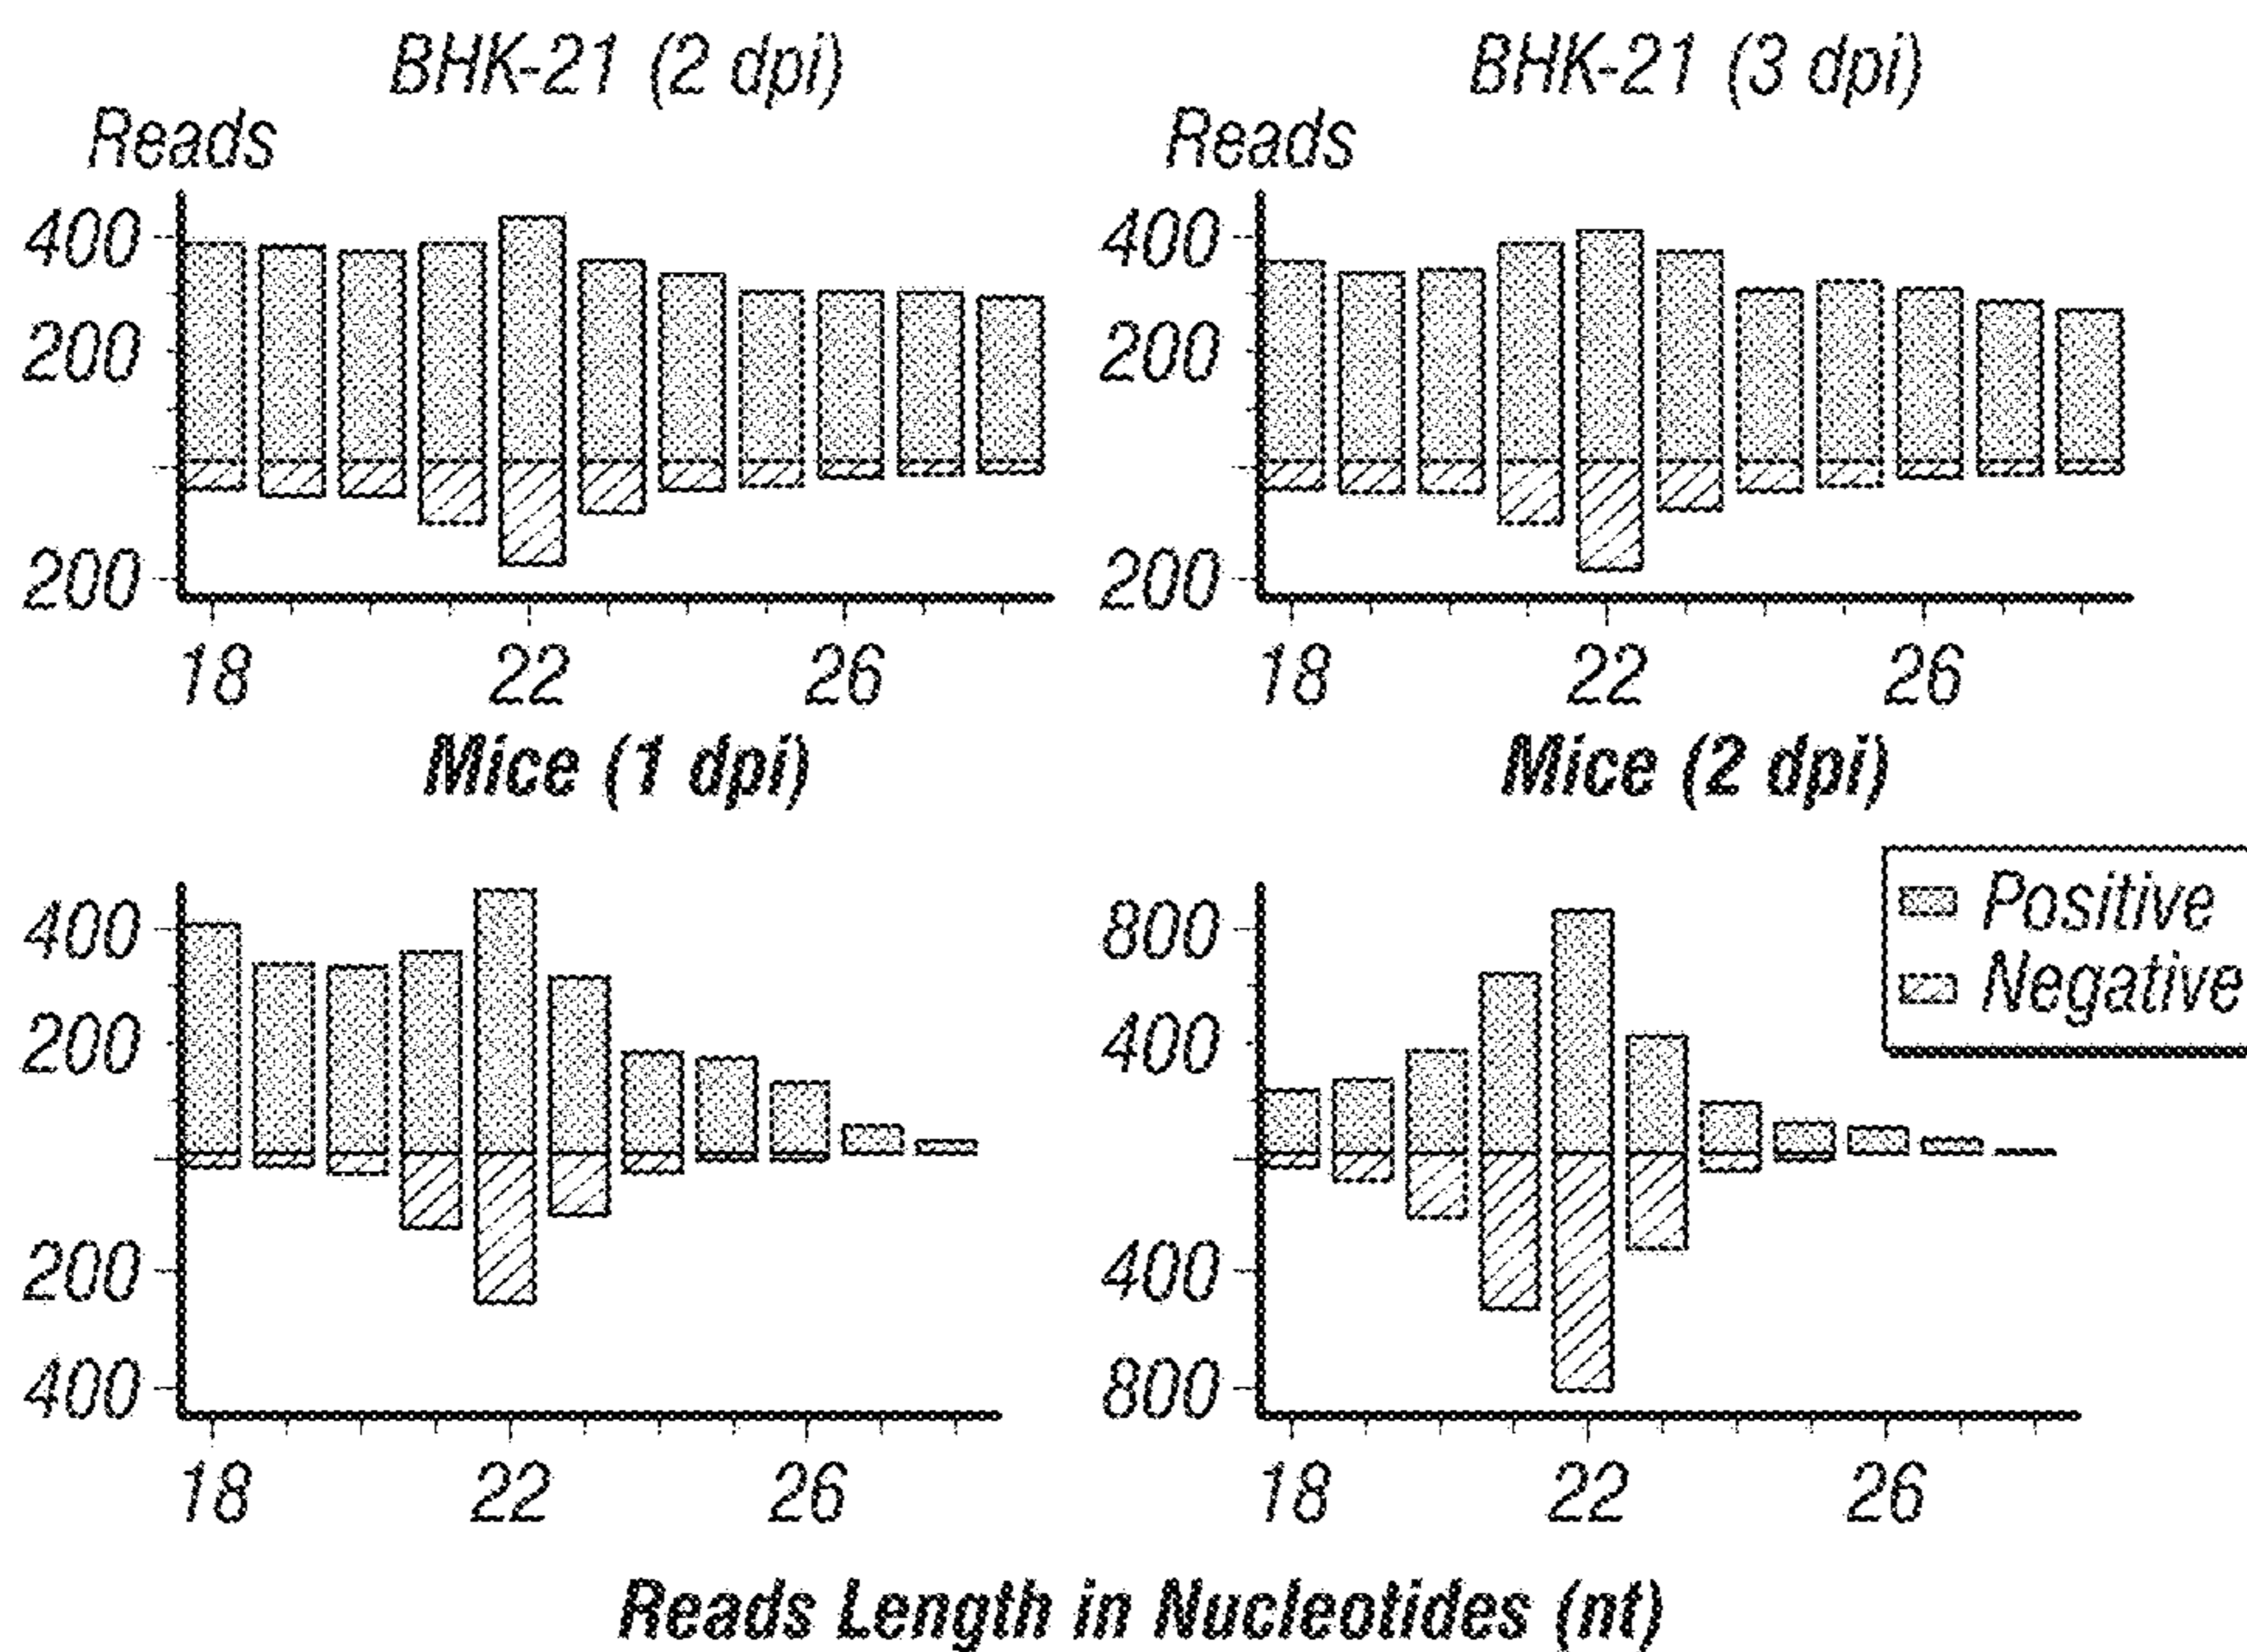 BHK-21 (2 dpi)
Reads
400
200
200
18 22 26
BHK-21 (3 dpi)
Reads
400
200
200
18 22 26
Mice (1 dpi)
400
200
200
400
18 22 26
Mice (2 dpi)
800
400
400
800
18 22 26
Positive
Negative
Reads Length in Nucleotides (nt)